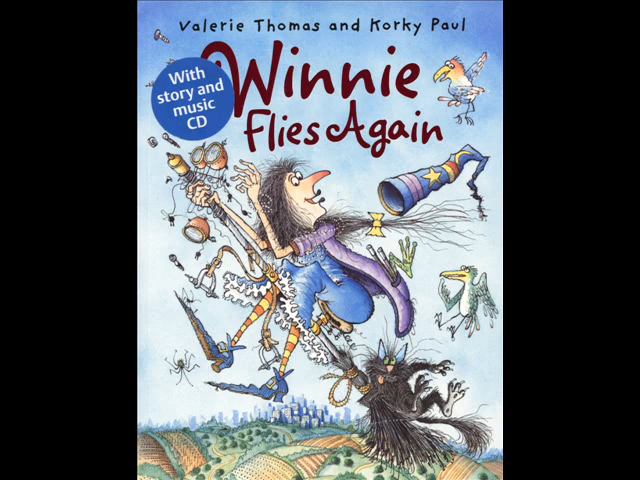 Valerie Thomas and Korky Paul
With
story and
music
CD
Winnie
Flies Again